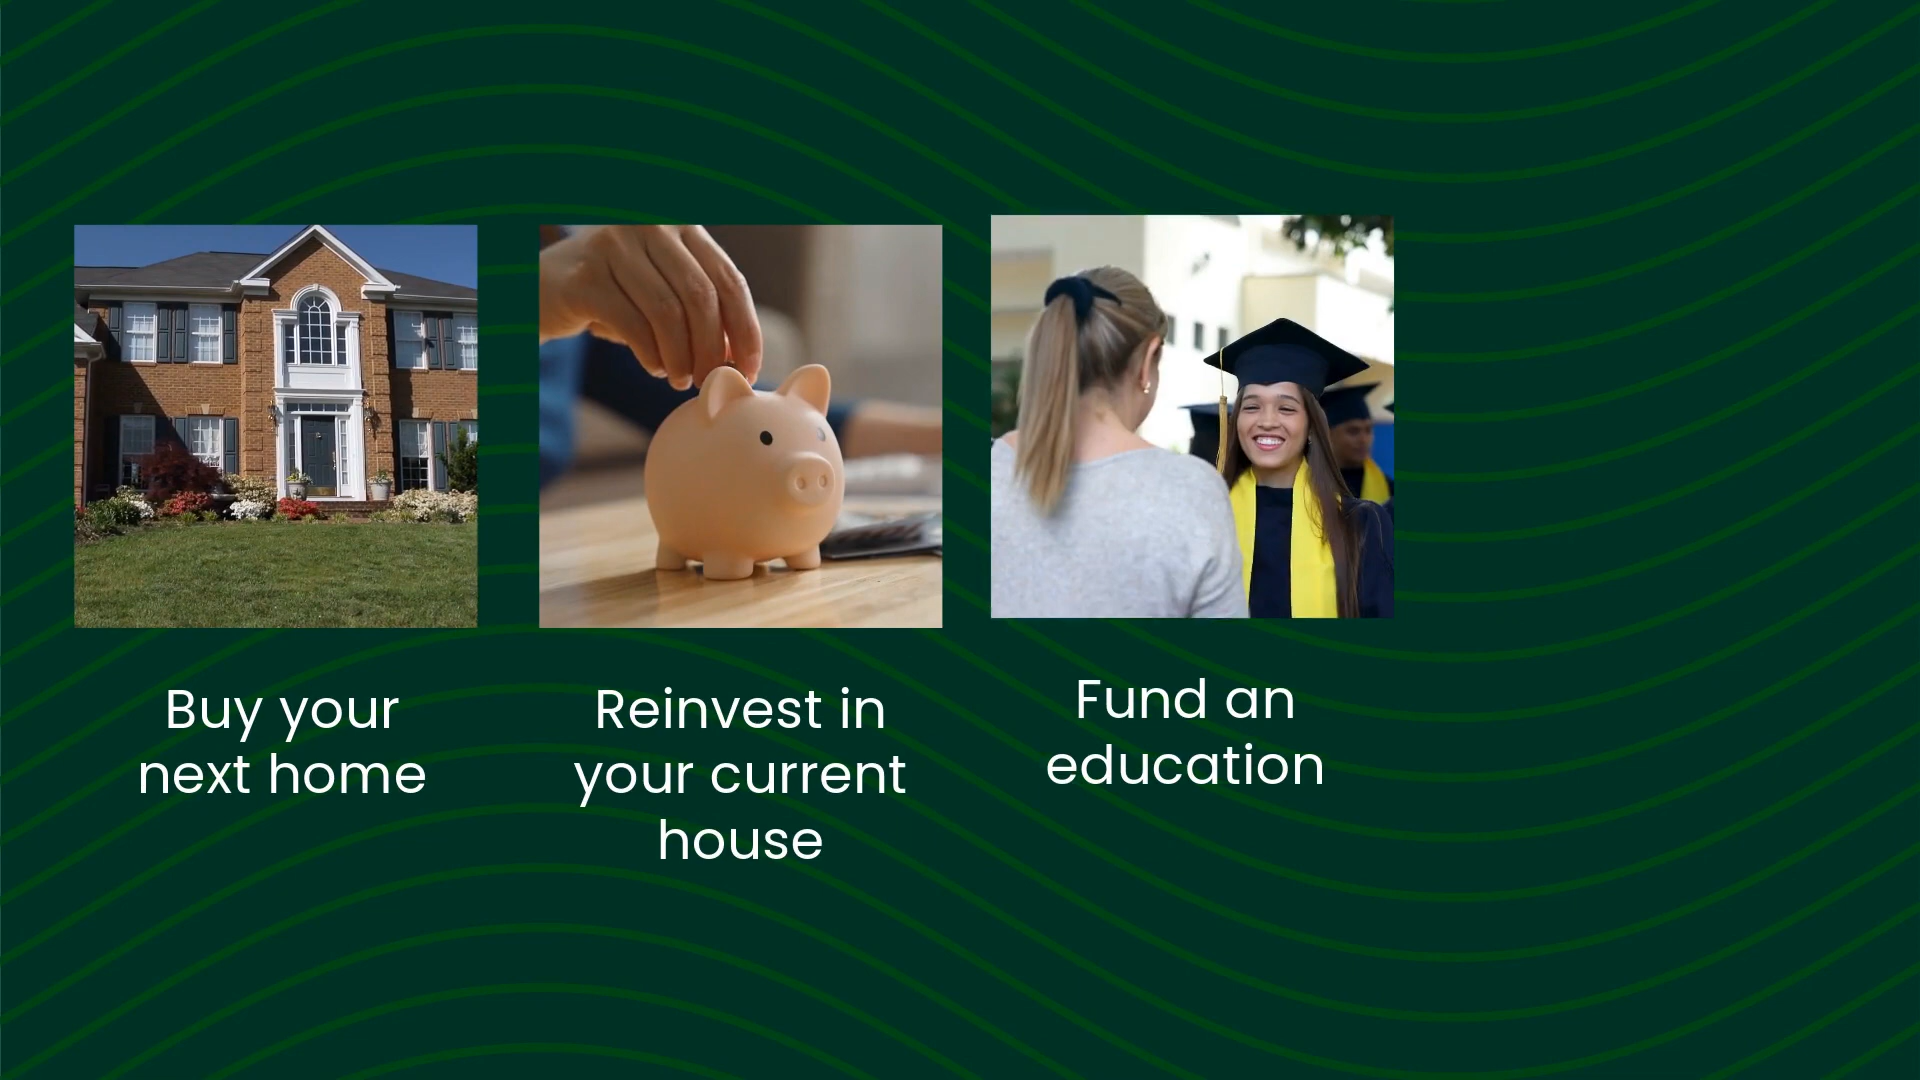 Buy your
next home
Reinvest in
your current
house
Fund an
education